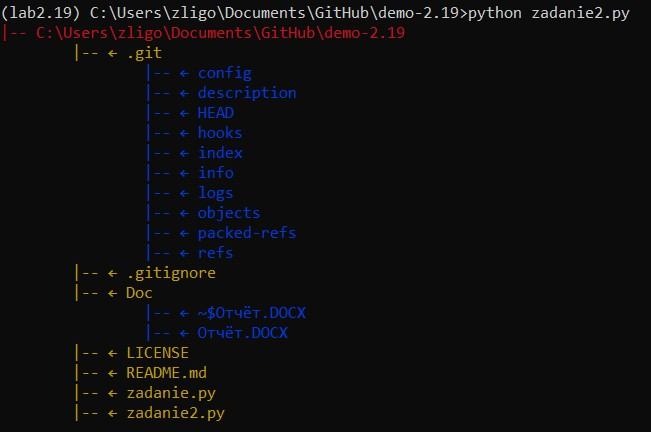 (lab2.19) C:\Users\zligo\Documents\GitHub\demo-2.19>python zadanie2.py
|-- C:\Users\zligo\Documents\GitHub\demo-2.19
|-- ← .git
|-- ← config
|-- ← description
|-- ← HEAD
|-- ← hooks
|-- ← index
|-- ← info
|-- ← logs
|-- ← objects
|-- ← packed-refs
|-- ← refs
|-- ← .gitignore
|-- ← Doc
|-- ← ~$Отчёт.DOCX
|-- ← Отчёт.DOCX
|-- ← LICENSE
|-- ← README.md
|-- ← zadanie.py
|-- ← zadanie2.py